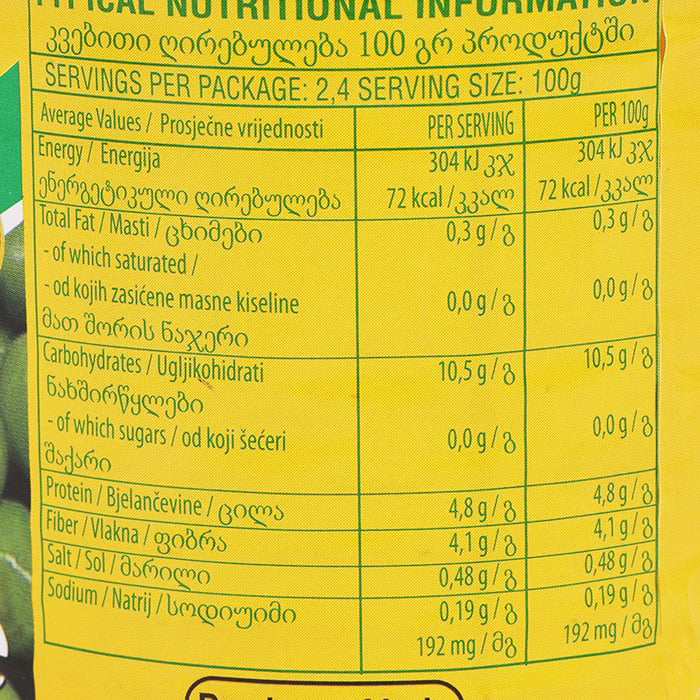 TYPICAL NUTRITIONAL INFORMATION
კვებითი ღირებულება 100 გრ პროდუქტში
SERVINGS PER PACKAGE: 2,4 SERVING SIZE: 100g
Average Values / Prosječne vrijednosti PER SERVING PER 100g
Energy / Energija 304 kJ კჯ 304 kJ კჯ
ენერგეტიკული ღირებულება 72 kcal /კკალ 72 kcal /კკალ
Total Fat / Masti / ცხიმები 0,3 g / გ 0,3 g / გ
- of which saturated /
- od kojih zasićene masne kiseline 0,0 g / გ 0,0 g / გ
მათ შორის ნაჯერი
Carbohydrates / Ugljikohidrati 10,5 g / გ 10,5 g / გ
ნახშირწყლები
- of which sugars / od koji šećeri 0,0 g / გ 0,0 g / გ
შაქარი
Protein / Bjelančevine / ცილა 4,8 g / გ 4,8 g / გ
Fiber / Vlakna / ფიბრა 4,1 g / გ 4,1 g / გ
Salt / Sol / მარილი 0,48 g / გ 0,48 g / გ
Sodium / Natrij / სოდიუიმი 0,19 g / გ 0,19 g / გ
192 mg / მგ 192 mg / მგ